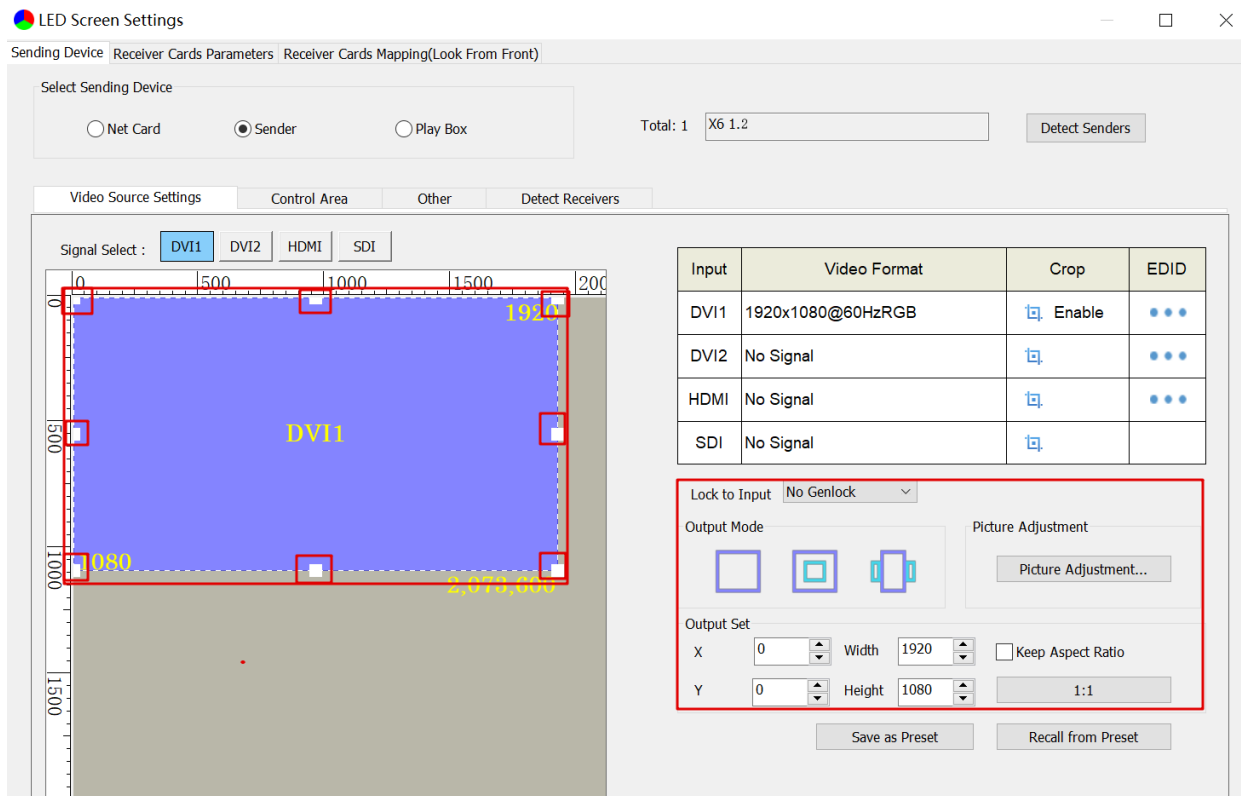 LED Screen Settings
Sending Device Receiver Cards Parameters Receiver Cards Mapping(Look From Front)
Select Sending Device
Net Card Sender Play Box
Total: 1 X6 1.2 Detect Senders
Video Source Settings Control Area Other Detect Receivers
Signal Select : DVI1 DVI2 HDMI SDI
0 500 1000 1500 200
0
500
1000
1500
1920
DVI1
1080
2,073,600
Input Video Format Crop EDID
DVI1 1920x1080@60HzRGB Enable
DVI2 No Signal
HDMI No Signal
SDI No Signal
Lock to Input No Genlock
Output Mode Picture Adjustment
Picture Adjustment...
Output Set
X 0 Width 1920 Keep Aspect Ratio
Y 0 Height 1080 1:1
Save as Preset Recall from Preset